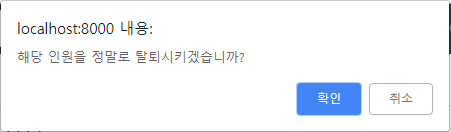 localhost:8000 내용:
해당 인원을 정말로 탈퇴시키겠습니까?
확인 취소